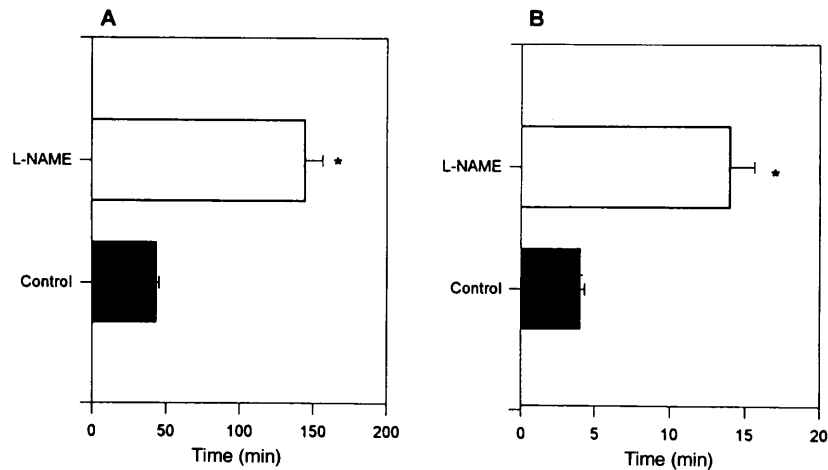 A
L-NAME
*
Control
0 50 100 150 200
Time (min)
B
L-NAME
*
Control
0 5 10 15 20
Time (min)